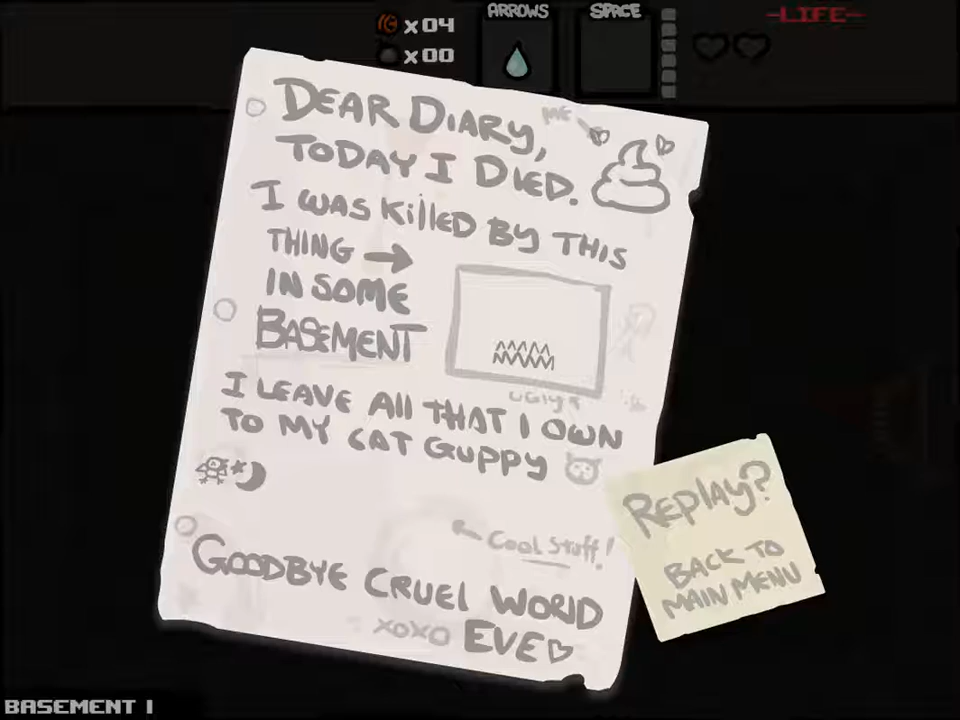 x04
x00
ARROWS
SPACE
-LIFE-
DEAR DIARY,
ME
TODAY I DIED.
I WAS KillED BY THIS
THING →
IN SOME
BASEMENT
UGLY
I LEAVE All THAT I OWN
TO MY CAT GUPPY
COOL STUFF!
GOODBYE CRUEL WORLD
XOXO EVE
REPLAY?
BACK TO
MAIN MENU
BASEMENT I